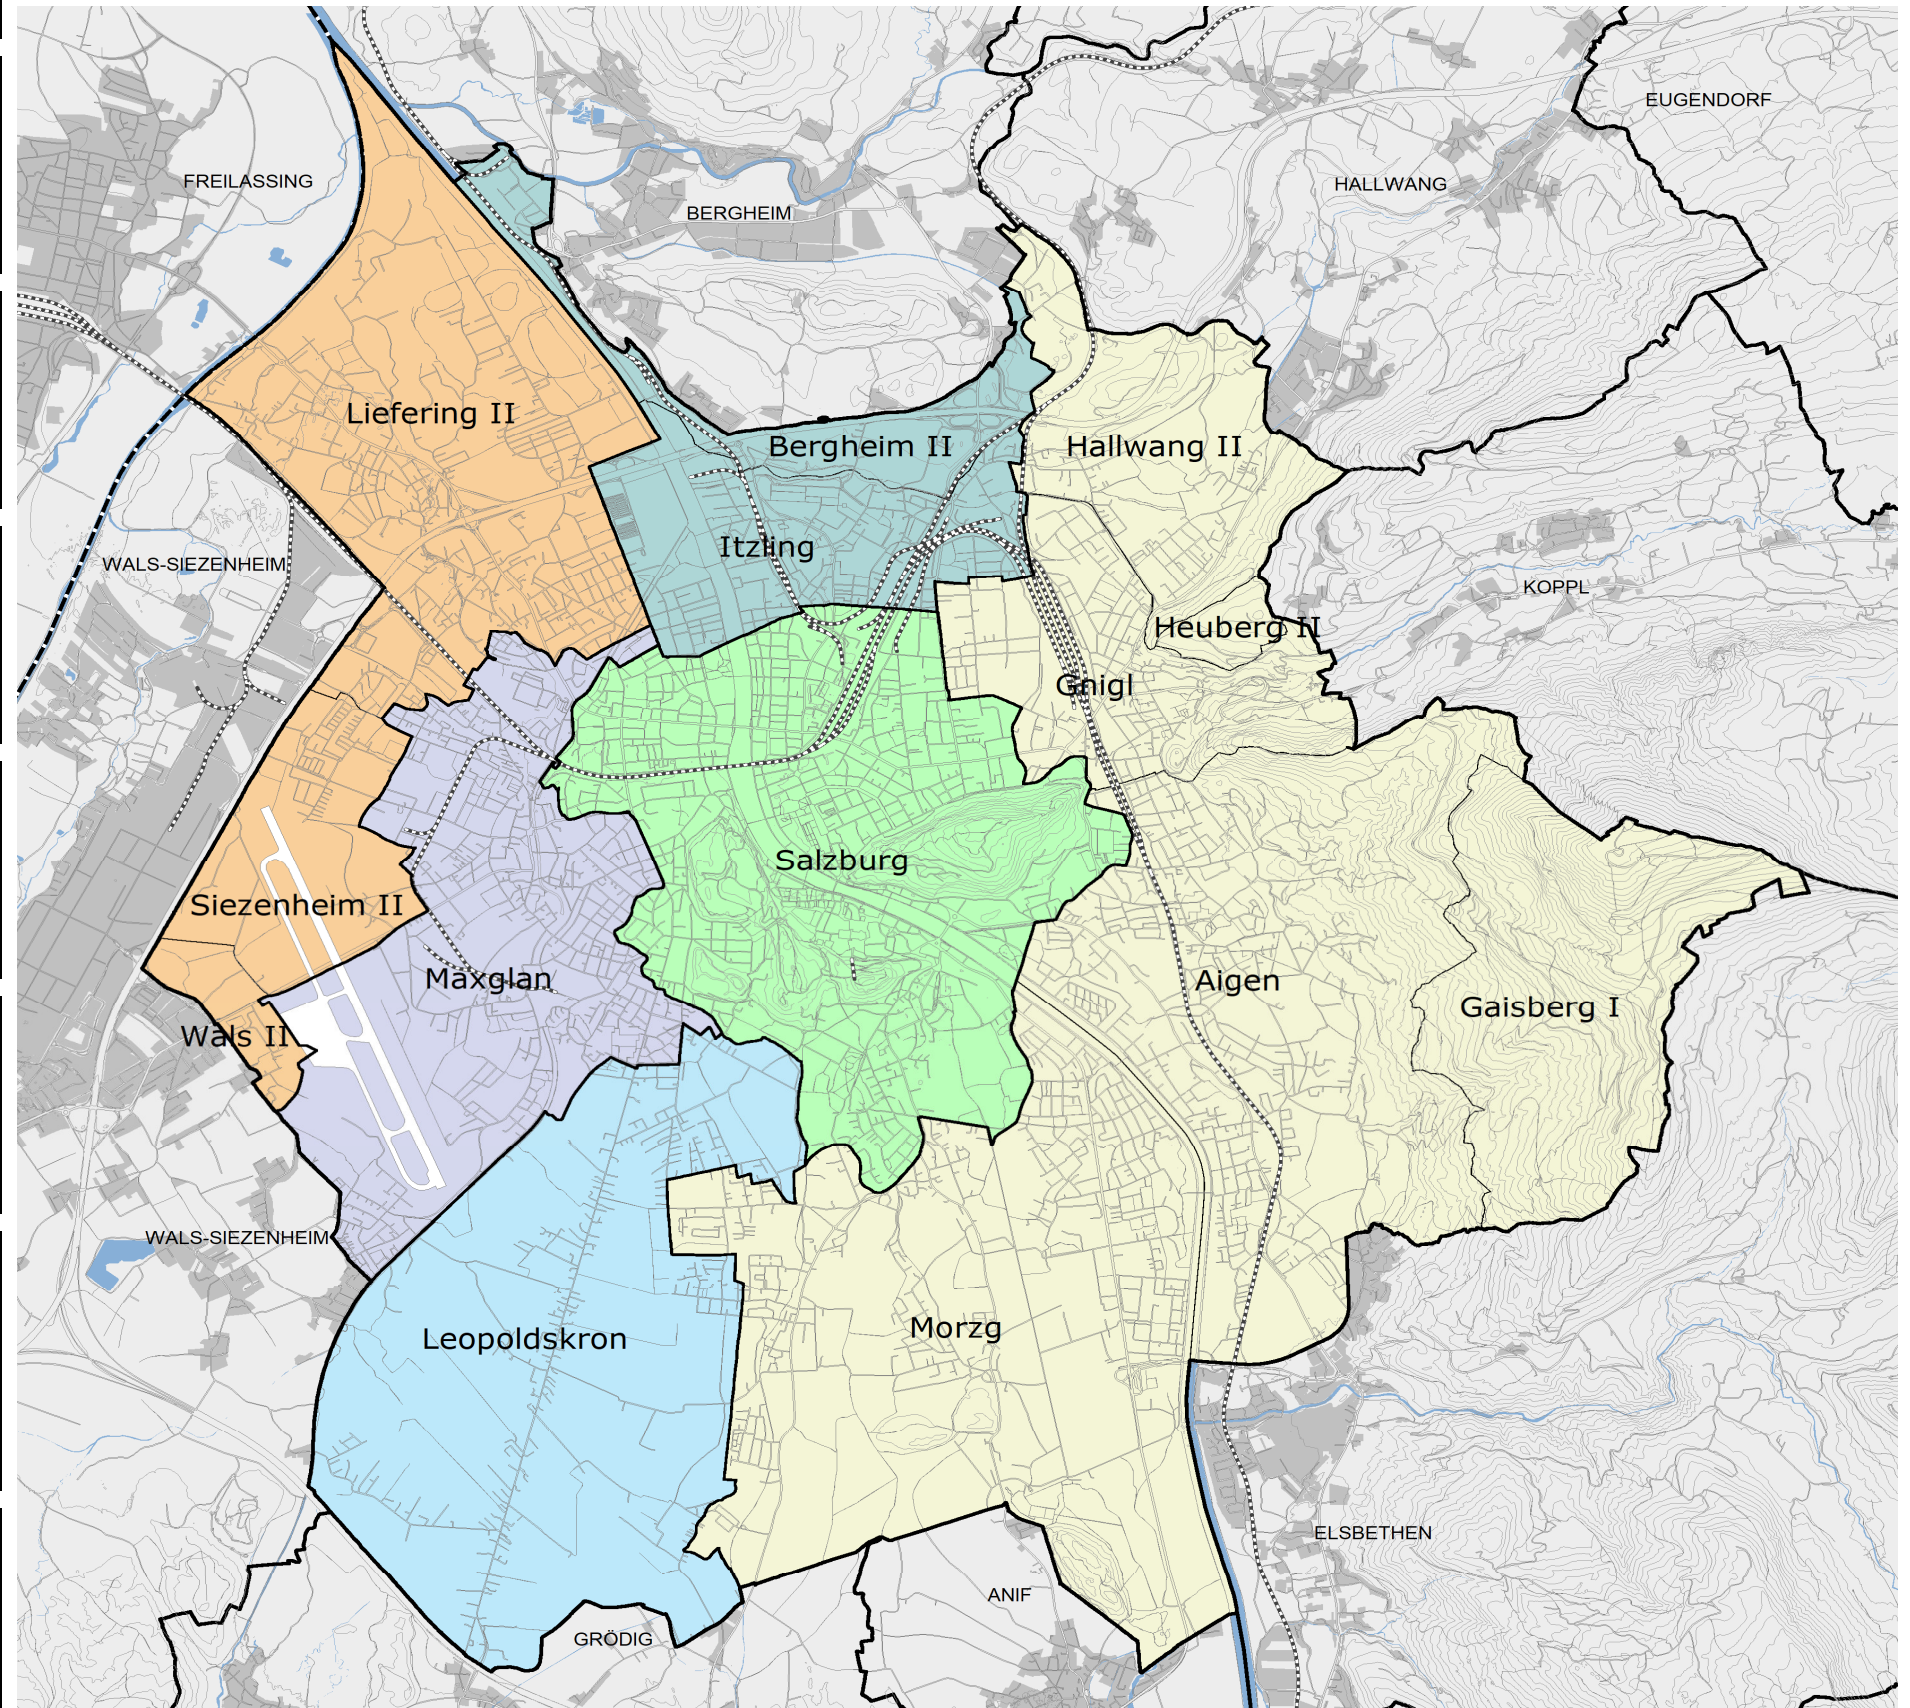 EUGENDORF
FREILASSING
HALLWANG
BERGHEIM
Liefering II
Bergheim II
Hallwang II
Itzling
WALS-SIEZENHEIM
KOPPL
Heuberg II
Gnigl
Salzburg
Siezenheim II
Maxglan
Aigen
Gaisberg I
Wals II
WALS-SIEZENHEIM
Leopoldskron
Morzg
ELSBETHEN
ANIF
GRÖDIG